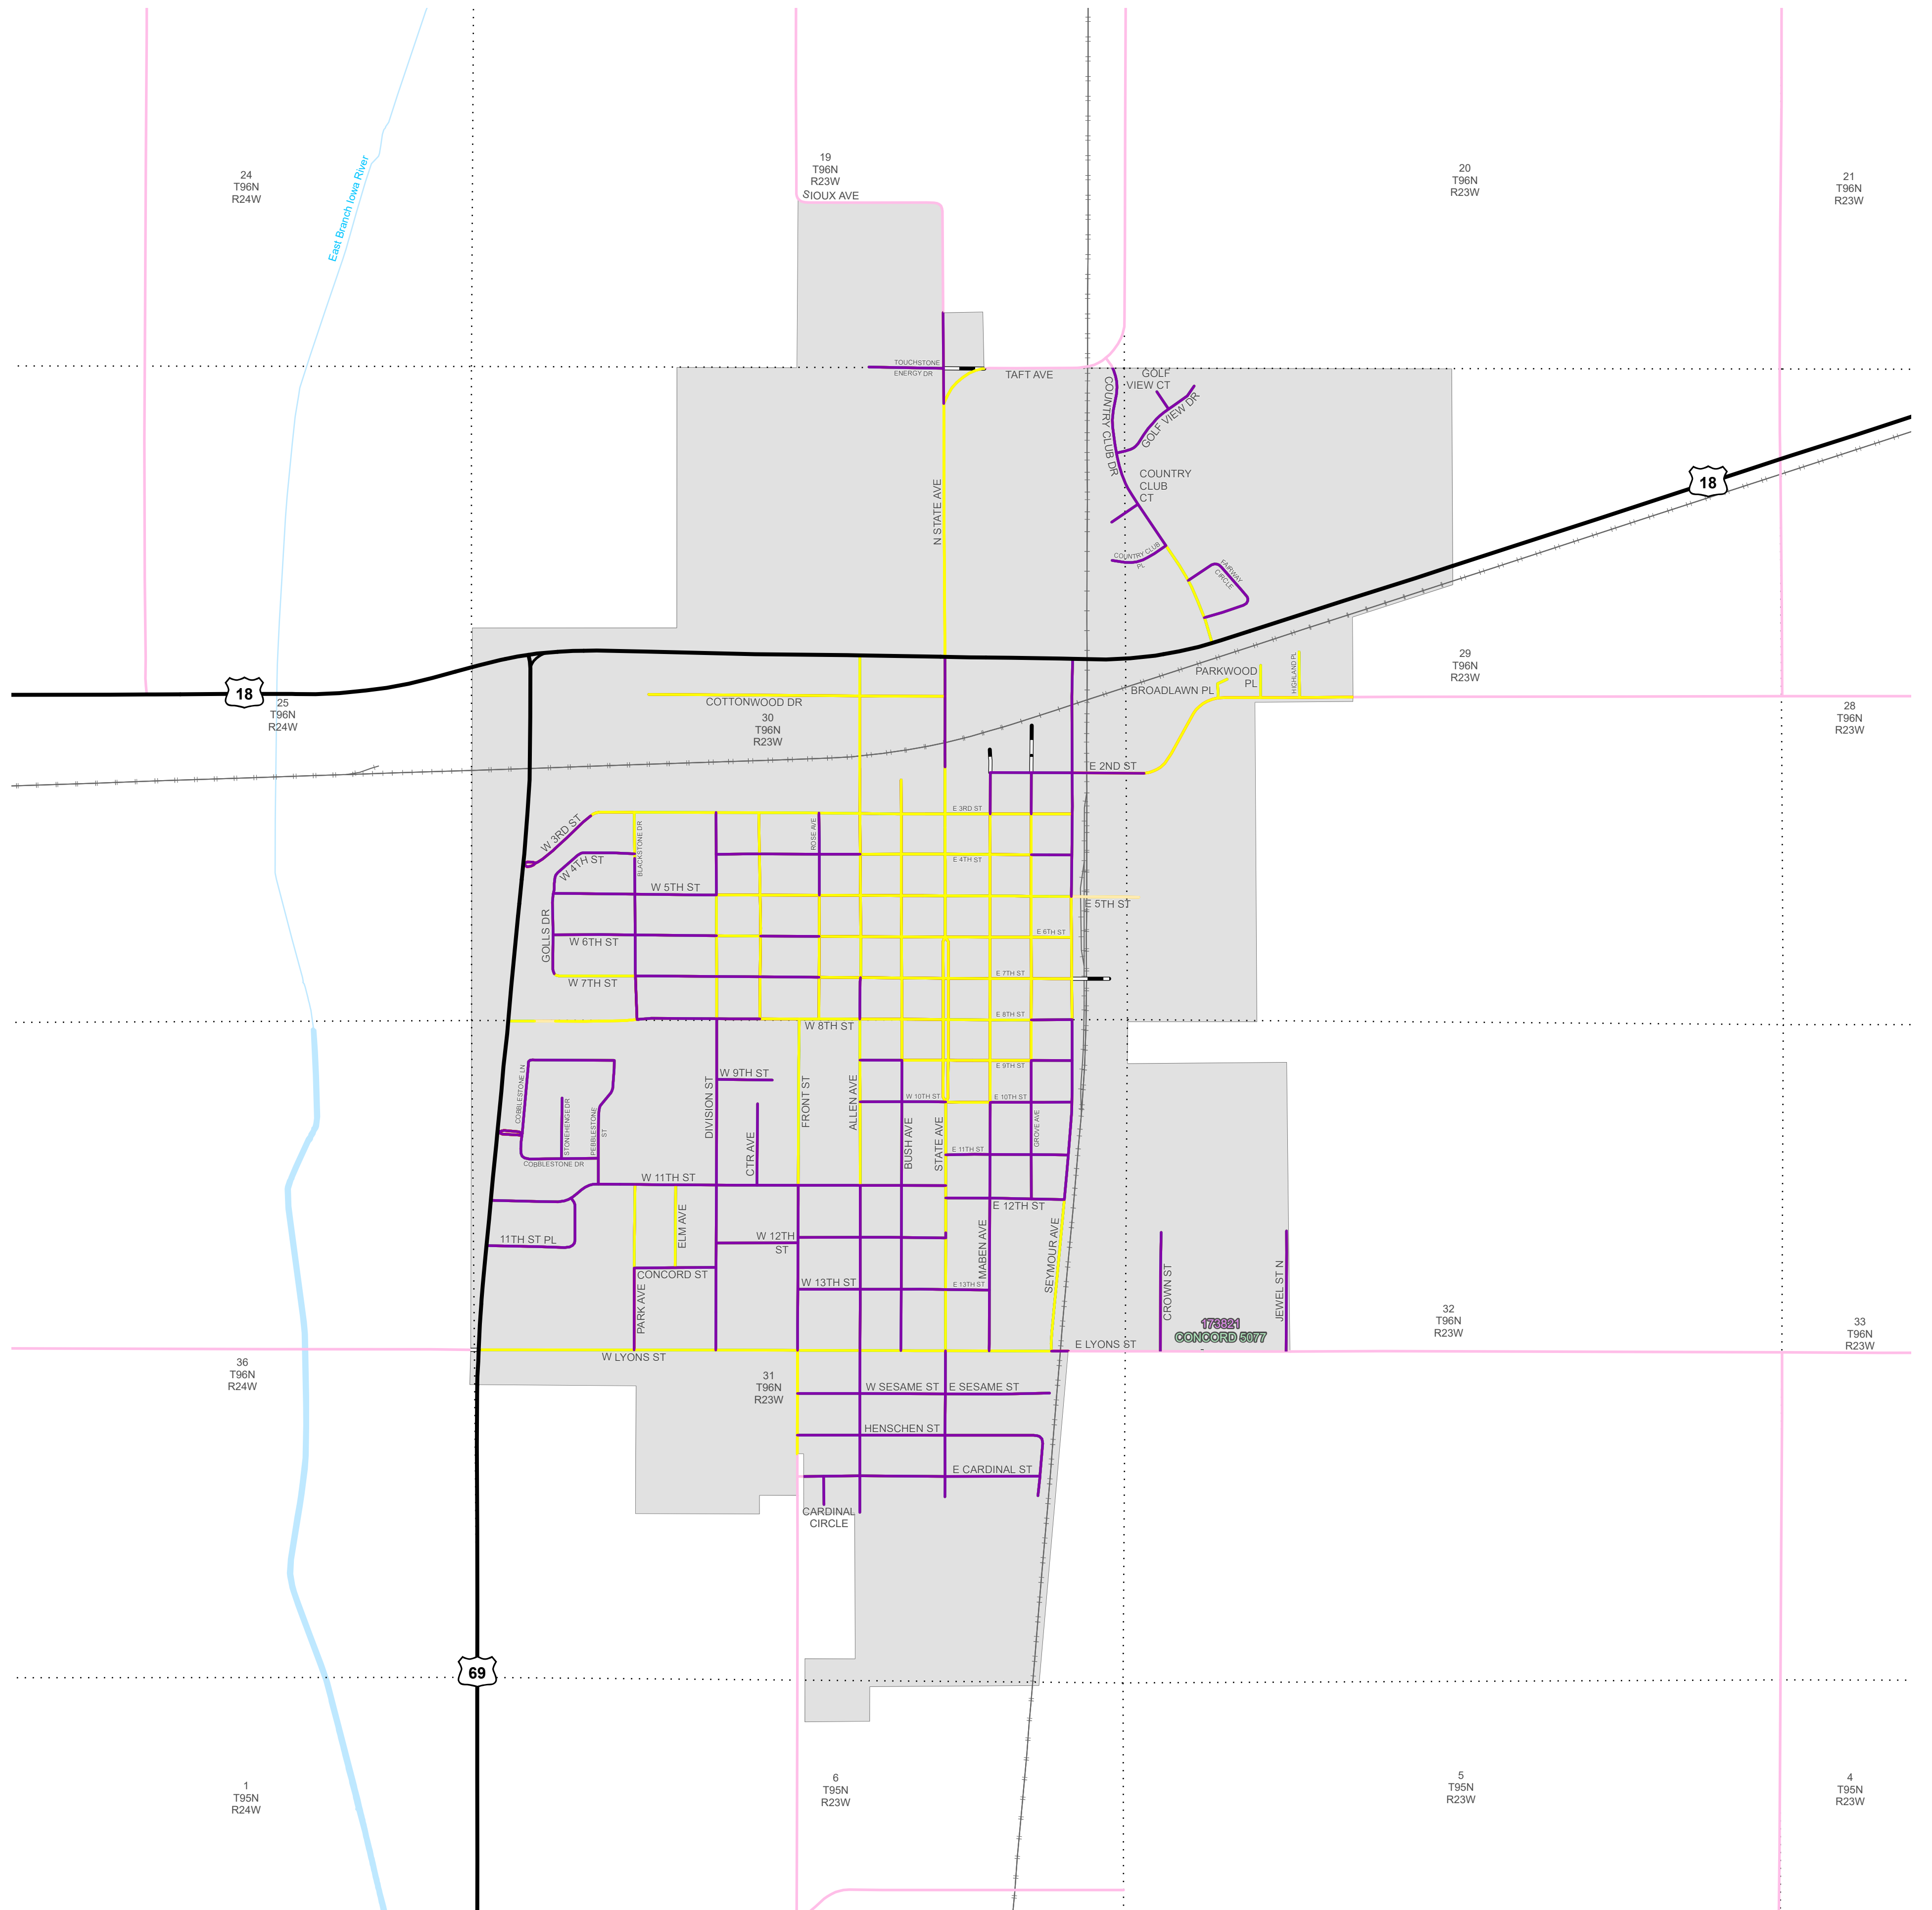 19
T96N
R23W
SIOUX AVE
20
T96N
R23W
24
T96N
R24W
21
T96N
R23W
East Branch Iowa River
TOUCHSTONE
ENERGY DR
TAFT AVE
GOLF
VIEW CT
GOLF VIEW DR
COUNTRY CLUB DR
COUNTRY
CLUB
CT
N STATE AVE
18
COUNTRY CLUB
PL
FAIRWAY
CIRCLE
29
T96N
R23W
PARKWOOD
PL
HIGHLAND PL
BROADLAWN PL
18
25
T96N
R24W
COTTONWOOD DR
30
T96N
R23W
28
T96N
R23W
E 2ND ST
E 3RD ST
W 3RD ST
BLACKSTONE DR
ROSE AVE
W 4TH ST
E 4TH ST
W 5TH ST
E 5TH ST
GOLLS DR
W 6TH ST
E 6TH ST
W 7TH ST
E 7TH ST
W 8TH ST
E 8TH ST
COBBLESTONE LN
STONEHENGE DR
PEBBLESTONE
ST
COBBLESTONE DR
W 9TH ST
E 9TH ST
DIVISION ST
FRONT ST
ALLEN AVE
W 10TH ST
E 10TH ST
CTR AVE
BUSH AVE
STATE AVE
GROVE AVE
E 11TH ST
W 11TH ST
E 12TH ST
11TH ST PL
ELM AVE
W 12TH
ST
MABEN AVE
SEYMOUR AVE
CONCORD ST
PARK AVE
W 13TH ST
E 13TH ST
CROWN ST
JEWEL ST N
173821
CONCORD 5077
32
T96N
R23W
33
T96N
R23W
W LYONS ST
E LYONS ST
36
T96N
R24W
31
T96N
R23W
W SESAME ST
E SESAME ST
HENSCHEN ST
E CARDINAL ST
CARDINAL
CIRCLE
69
1
T95N
R24W
6
T95N
R23W
5
T95N
R23W
4
T95N
R23W